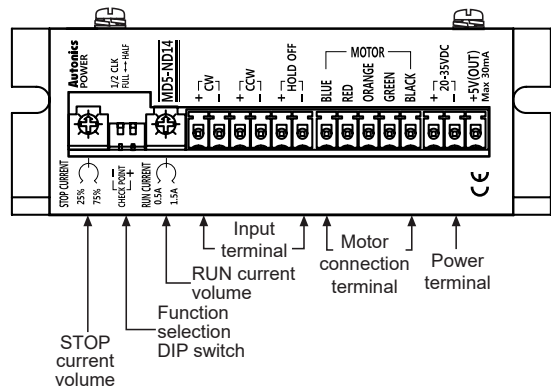 Autonics
POWER
1/2 CLK
FULL ↔ HALF
MD5-ND14
+ CW −
+ CCW −
+ HOLD OFF −
MOTOR
BLUE
RED
ORANGE
GREEN
BLACK
+ 20-35VDC −
+5V(OUT)
Max 30mA
STOP CURRENT
25%
75%
− CHECK POINT +
RUN CURRENT
0.5A
1.5A
CE
Input
terminal
Motor
connection
terminal
Power
terminal
RUN current
volume
Function
selection
DIP switch
STOP
current
volume